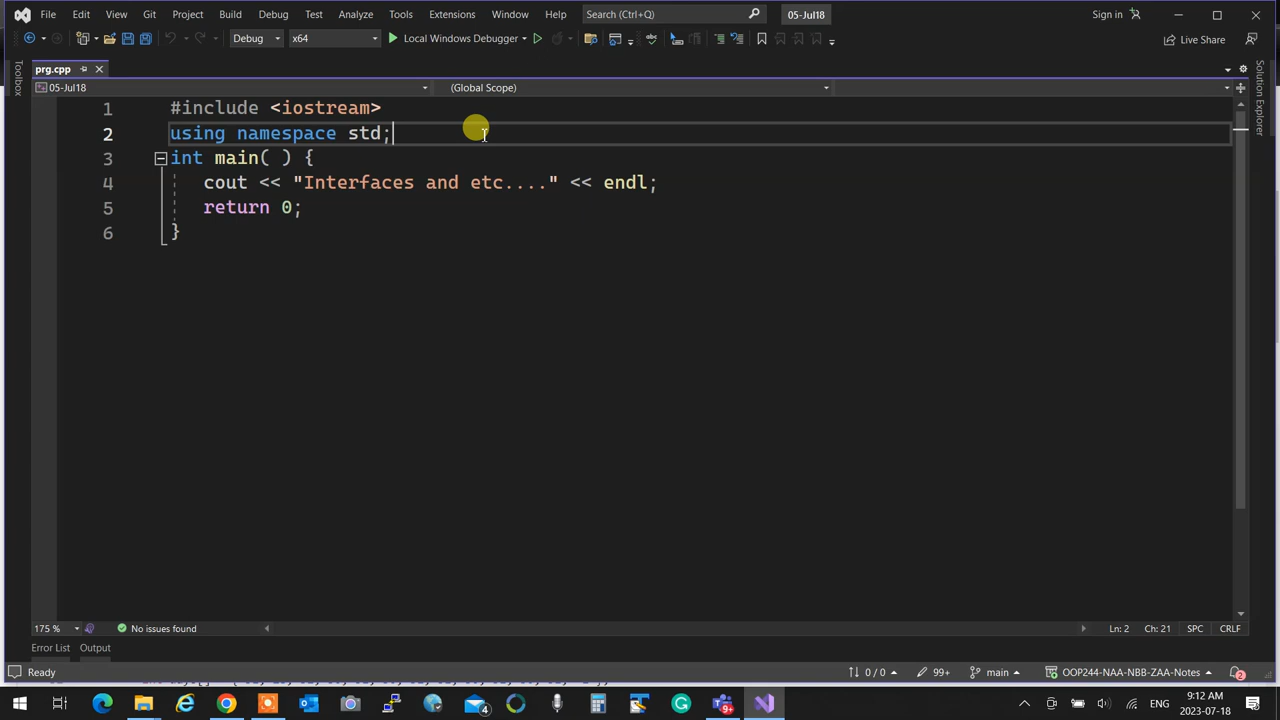 File Edit View Git Project Build Debug Test Analyze Tools Extensions Window Help Search (Ctrl+Q) 05-Jul18 Sign in
Debug x64 Local Windows Debugger Live Share
prg.cpp
05-Jul18 (Global Scope)
Toolbox
Solution Explorer
1 #include <iostream>
2 using namespace std;
3 int main( ) {
4 cout << "Interfaces and etc...." << endl;
5 return 0;
6 }
175 % No issues found Ln: 2 Ch: 21 SPC CRLF
Error List Output
Ready 0 / 0 99+ main OOP244-NAA-NBB-ZAA-Notes 2
4 9+ ENG 9:12 AM
2023-07-18